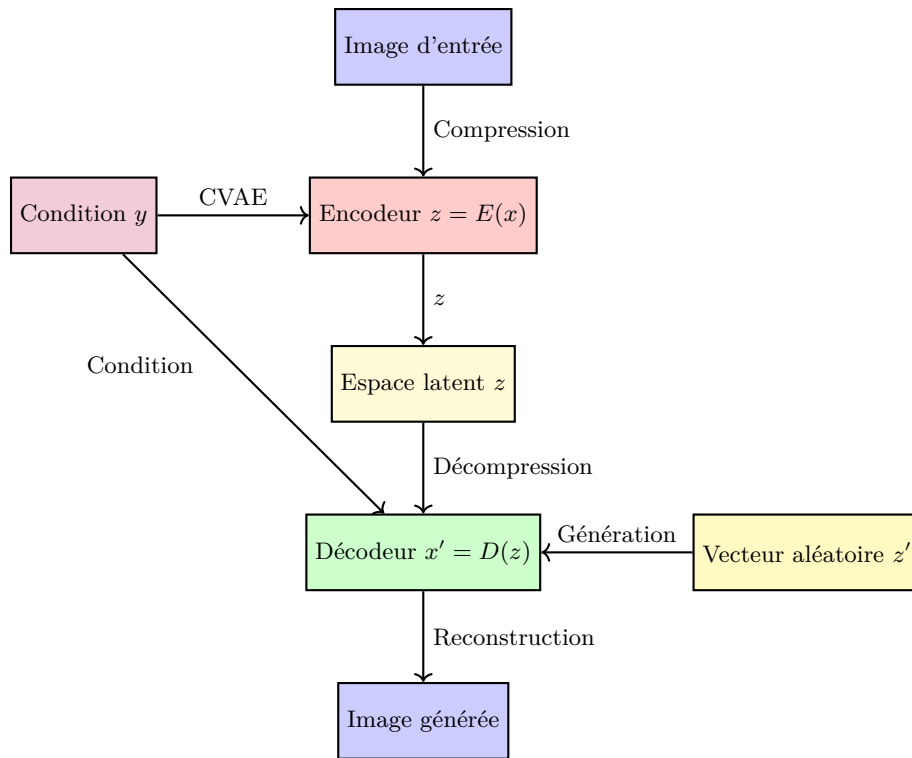 Image d'entrée
Compression
Condition y
CVAE
Encodeur z = E(x)
z
Espace latent z
Condition
Décompression
Décodeur x′ = D(z)
Génération
Vecteur aléatoire z′
Reconstruction
Image générée